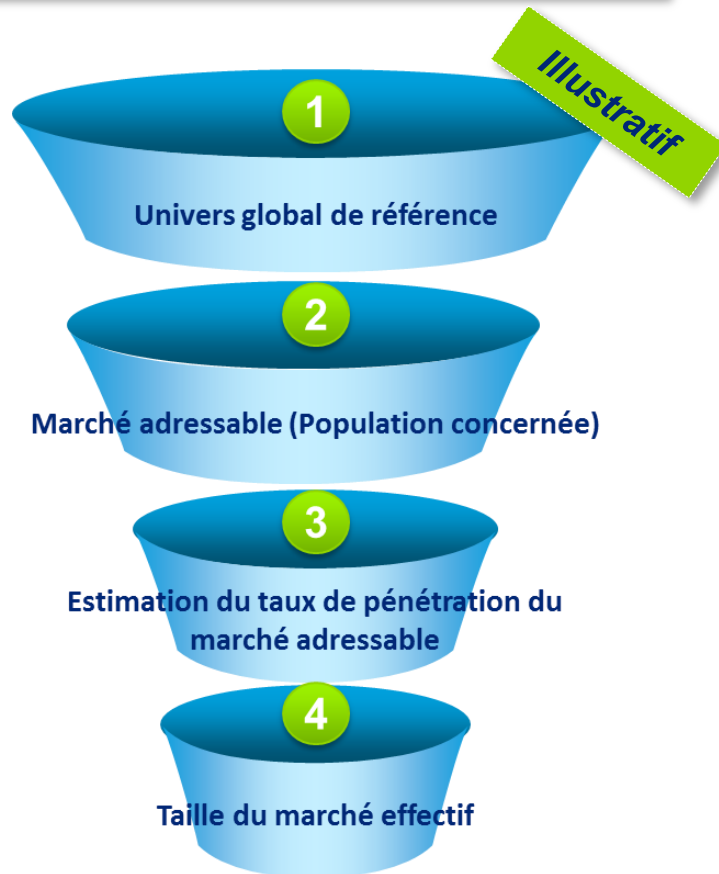 Illustratif
1
Univers global de référence
2
Marché adressable (Population concernée)
3
Estimation du taux de pénétration du
marché adressable
4
Taille du marché effectif